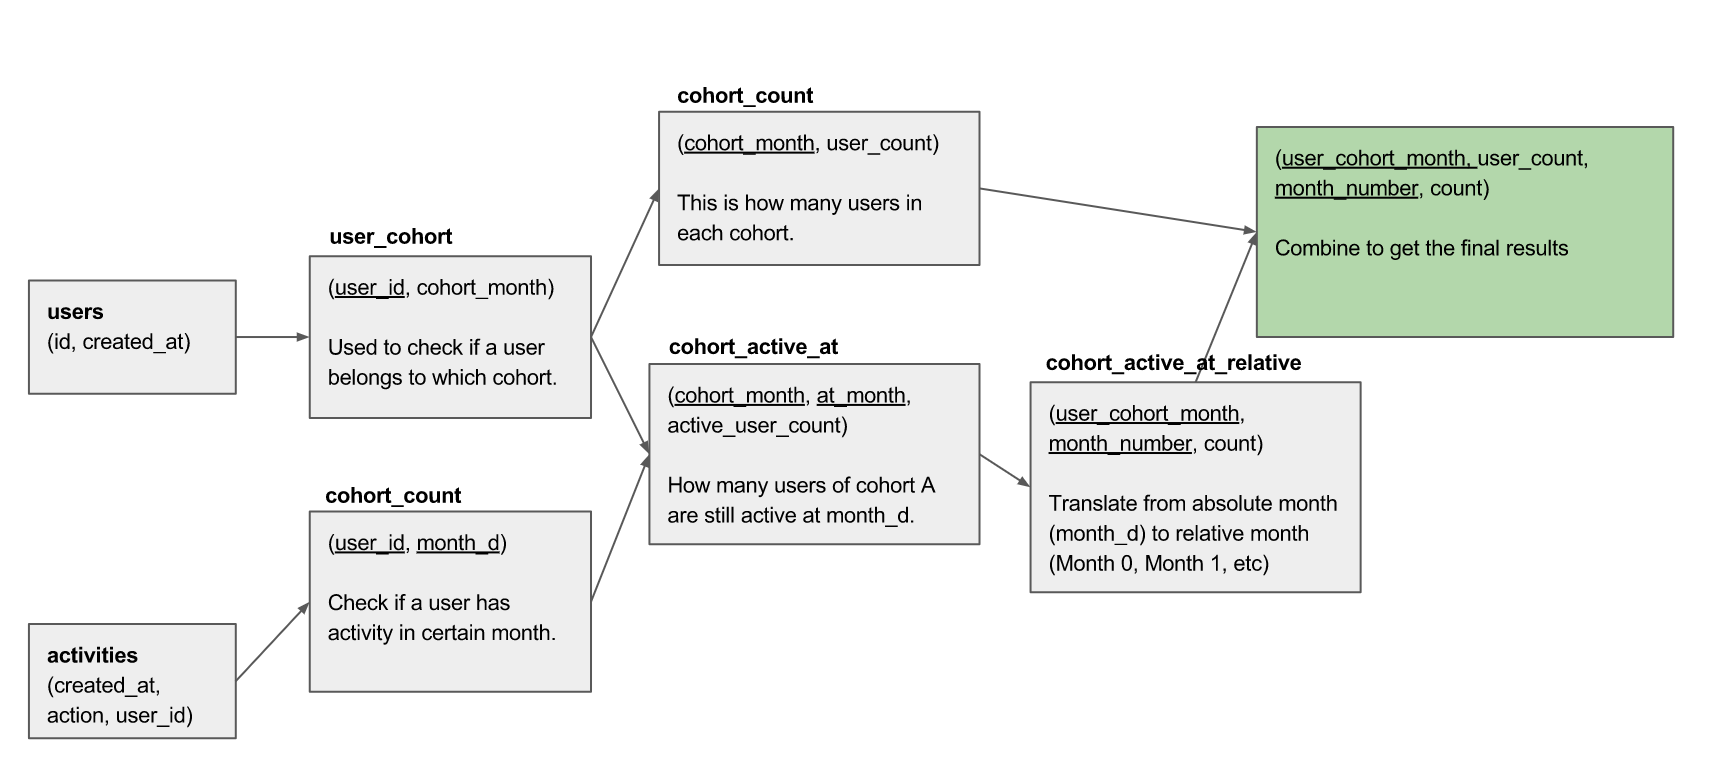 users
(id, created_at)
activities
(created_at,
action, user_id)
user_cohort
(user_id, cohort_month)
Used to check if a user
belongs to which cohort.
cohort_count
(user_id, month_d)
Check if a user has
activity in certain month.
cohort_count
(cohort_month, user_count)
This is how many users in
each cohort.
cohort_active_at
(cohort_month, at_month,
active_user_count)
How many users of cohort A
are still active at month_d.
cohort_active_at_relative
(user_cohort_month,
month_number, count)
Translate from absolute month
(month_d) to relative month
(Month 0, Month 1, etc)
(user_cohort_month, user_count,
month_number, count)
Combine to get the final results